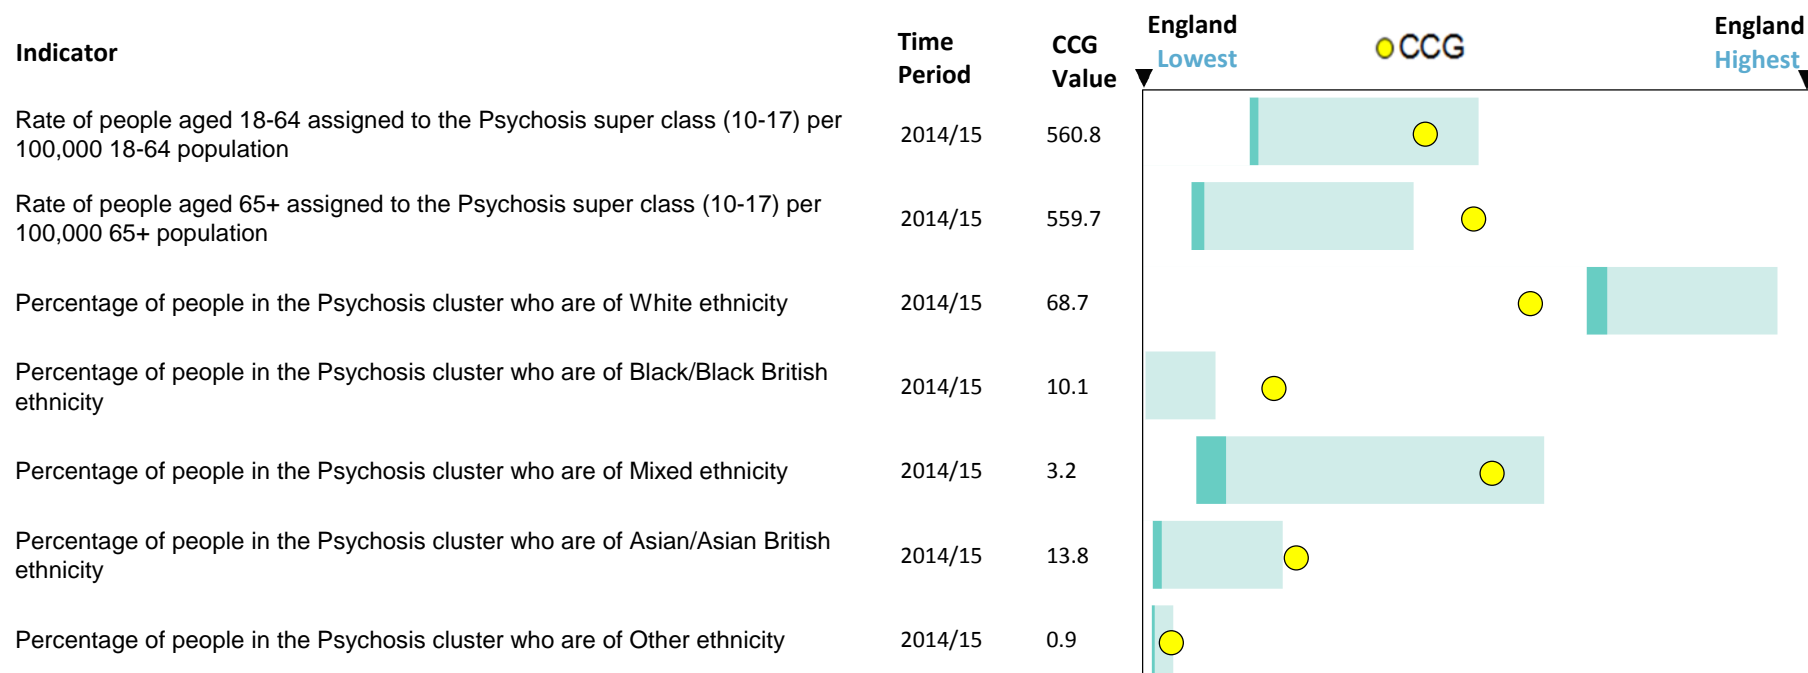 Indicator
Time
Period
CCG
Value
England
Lowest
CCG
England
Highest
Rate of people aged 18-64 assigned to the Psychosis super class (10-17) per
100,000 18-64 population
2014/15
560.8
Rate of people aged 65+ assigned to the Psychosis super class (10-17) per
100,000 65+ population
2014/15
559.7
Percentage of people in the Psychosis cluster who are of White ethnicity
2014/15
68.7
Percentage of people in the Psychosis cluster who are of Black/Black British
ethnicity
2014/15
10.1
Percentage of people in the Psychosis cluster who are of Mixed ethnicity
2014/15
3.2
Percentage of people in the Psychosis cluster who are of Asian/Asian British
ethnicity
2014/15
13.8
Percentage of people in the Psychosis cluster who are of Other ethnicity
2014/15
0.9